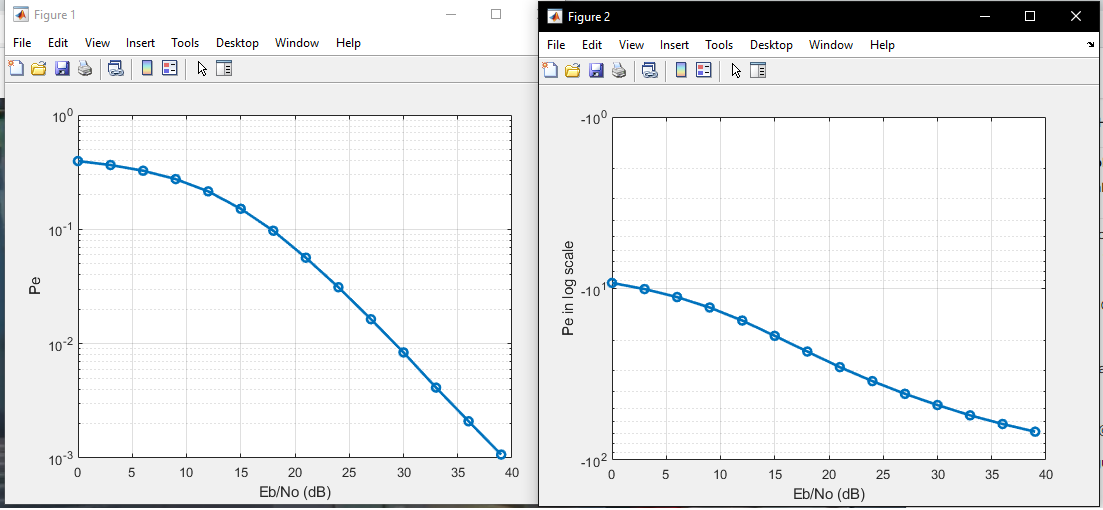 Figure 1
File Edit View Insert Tools Desktop Window Help
10^0
10^-1
10^-2
10^-3
Pe
0 5 10 15 20 25 30 35 40
Eb/No (dB)
Figure 2
File Edit View Insert Tools Desktop Window Help
-10^0
-10^1
-10^2
Pe in log scale
0 5 10 15 20 25 30 35 40
Eb/No (dB)